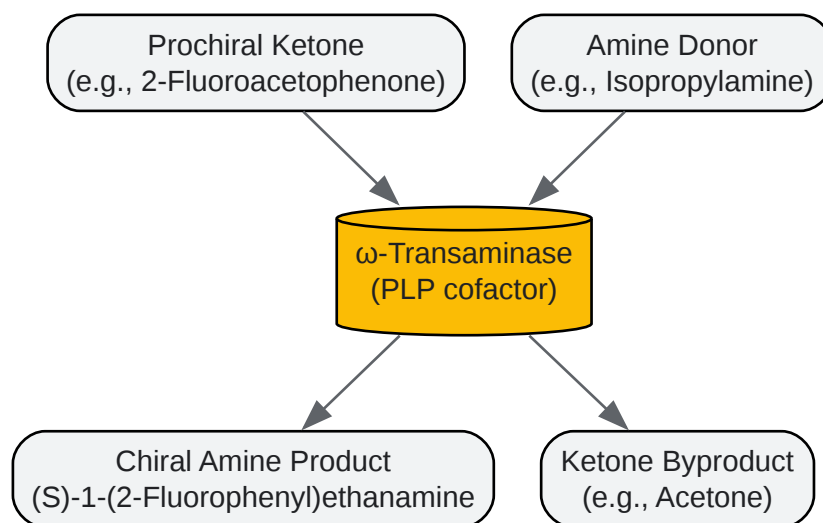 Prochiral Ketone
(e.g., 2-Fluoroacetophenone)
Amine Donor
(e.g., Isopropylamine)
ω-Transaminase
(PLP cofactor)
Chiral Amine Product
(S)-1-(2-Fluorophenyl)ethanamine
Ketone Byproduct
(e.g., Acetone)